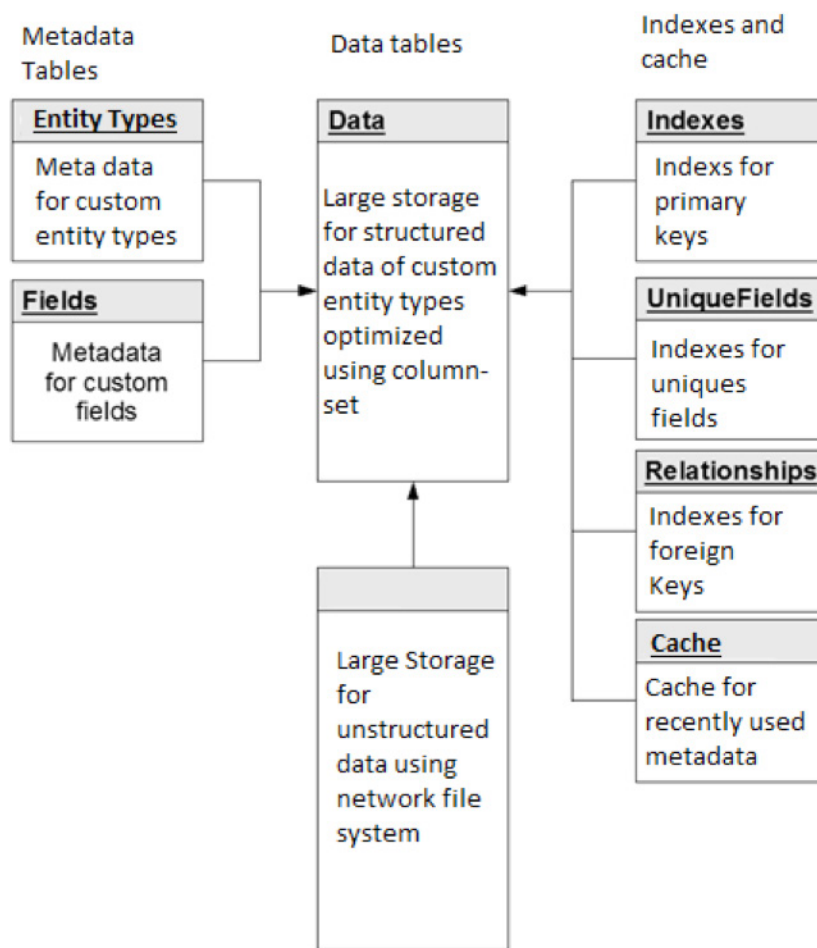 Metadata
Tables
Entity Types
Meta data
for custom
entity types
Fields
Metadata
for custom
fields
Data tables
Data
Large storage
for structured
data of custom
entity types
optimized
using column-
set
Large Storage
for
unstructured
data using
network file
system
Indexes and
cache
Indexes
Indexs for
primary
keys
UniqueFields
Indexes for
uniques
fields
Relationships
Indexes for
foreign
Keys
Cache
Cache for
recently used
metadata